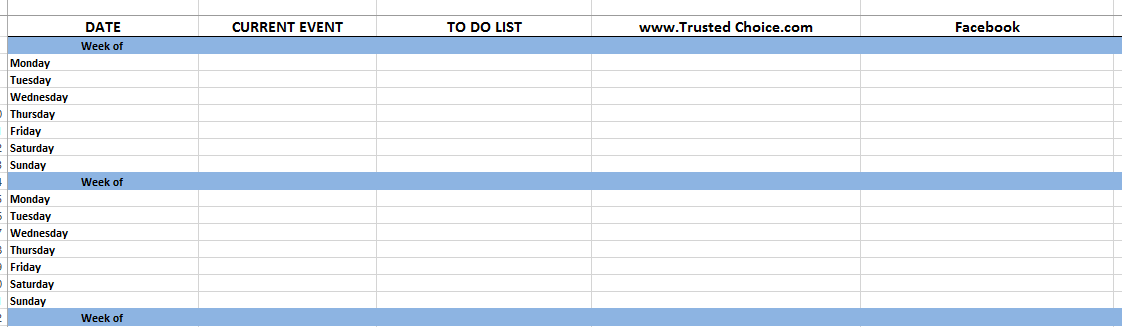 DATE CURRENT EVENT TO DO LIST www.Trusted Choice.com Facebook
Week of
Monday
Tuesday
Wednesday
Thursday
Friday
Saturday
Sunday
Week of
Monday
Tuesday
Wednesday
Thursday
Friday
Saturday
Sunday
Week of